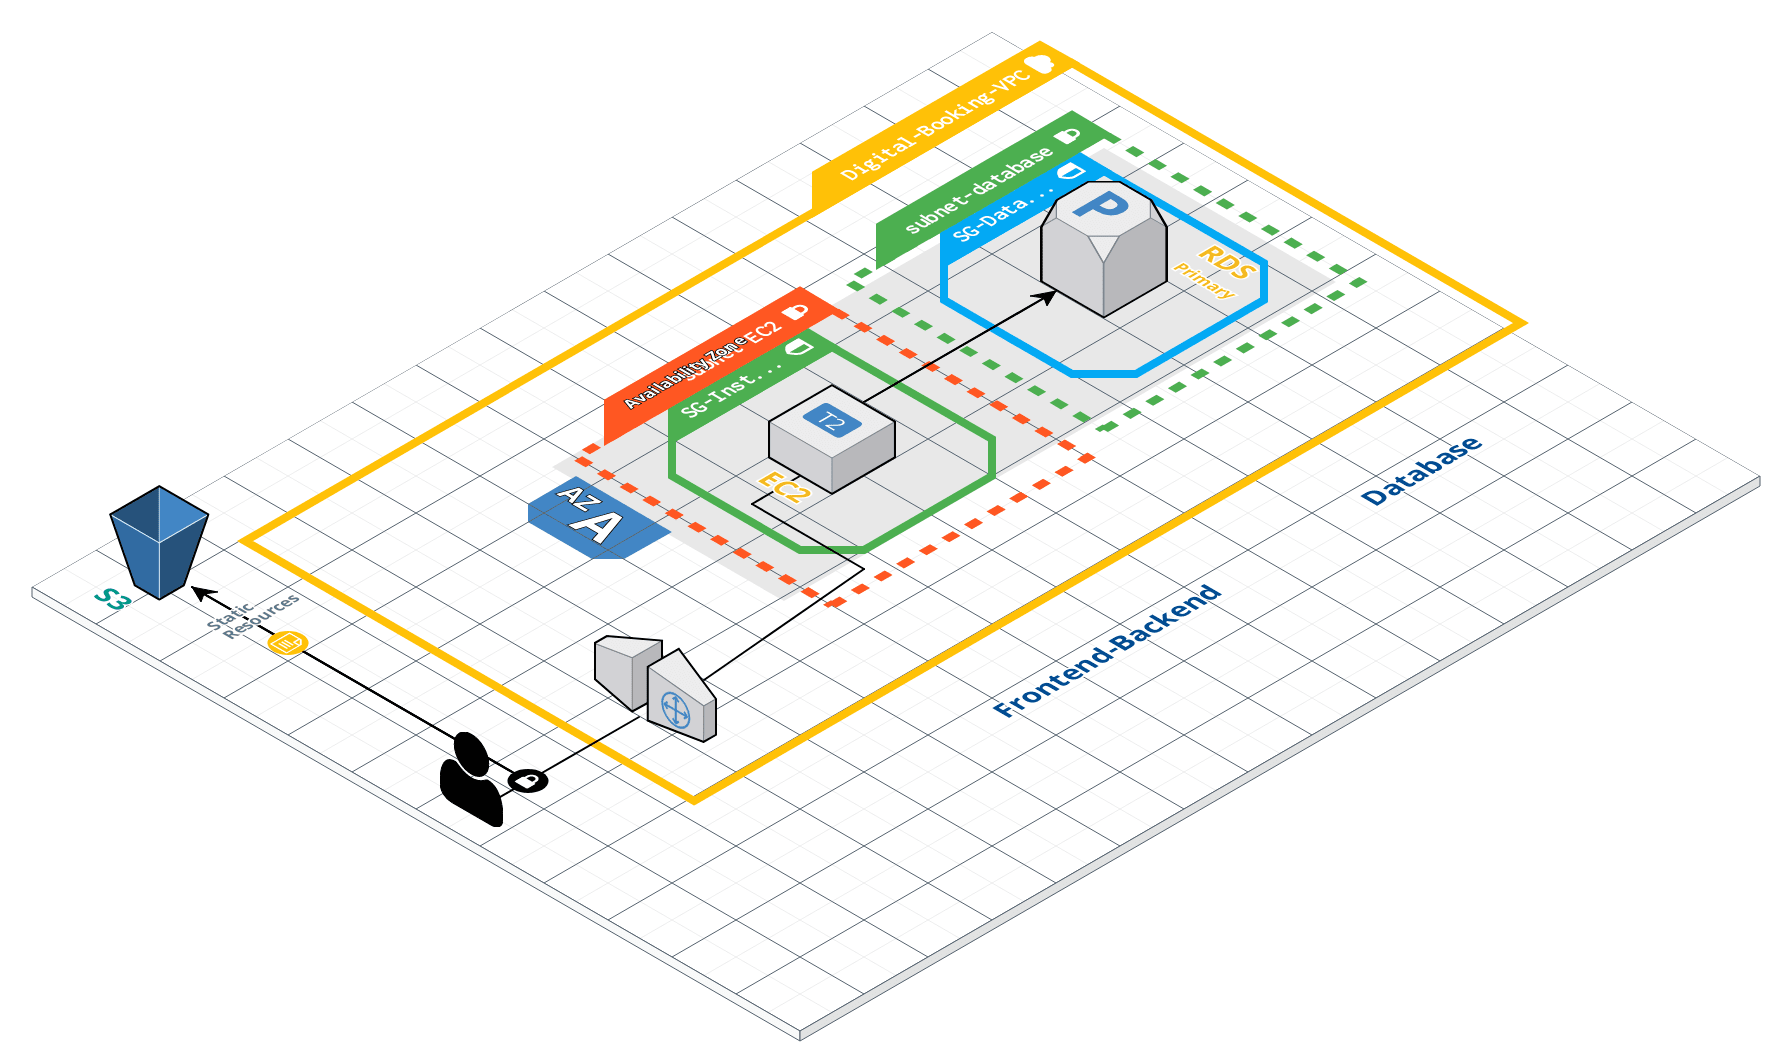 Digital-Booking-VPC
subnet-database
SG-Data...
P
RDS
Primary
Availability Zone
EC2
SG-Inst...
T2
EC2
AZ
A
S3
Static
Resources
Database
Frontend-Backend